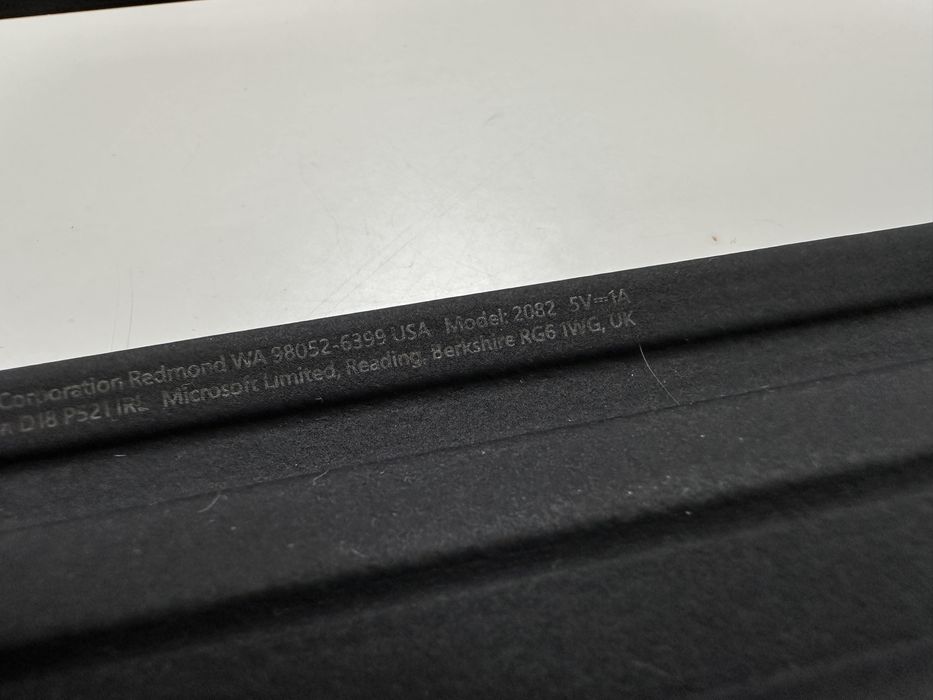 Corporation Redmond WA 98052-6399 USA Model: 2082 5V⎓1A
D18 P521 IRL Microsoft Limited, Reading, Berkshire RG6 1WG, UK